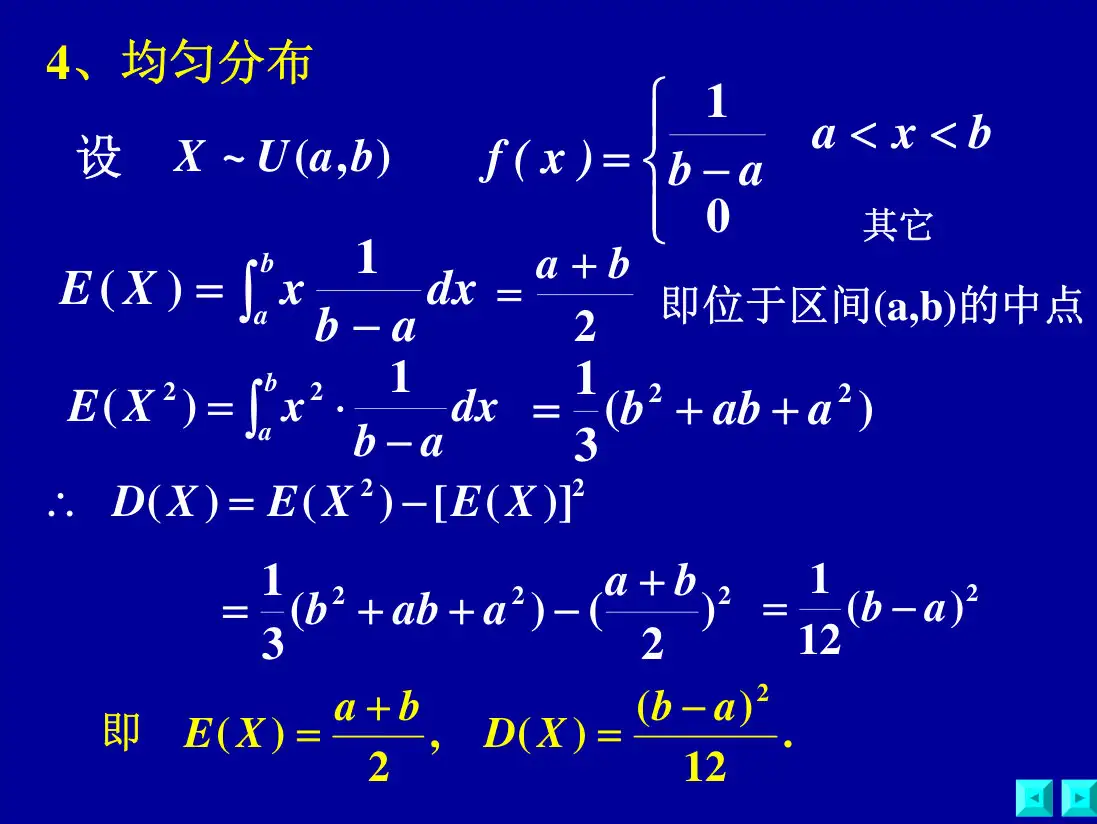 4、均匀分布
设 X ~ U(a,b) f(x) = { 1/(b − a) a < x < b
0 其它
E(X) = ∫_a^b x 1/(b − a) dx = (a + b)/2 即位于区间(a,b)的中点
E(X²) = ∫_a^b x² · 1/(b − a) dx = 1/3 (b² + ab + a²)
∴ D(X) = E(X²) − [E(X)]²
= 1/3 (b² + ab + a²) − ((a + b)/2)² = 1/12 (b − a)²
即 E(X) = (a + b)/2, D(X) = (b − a)²/12.